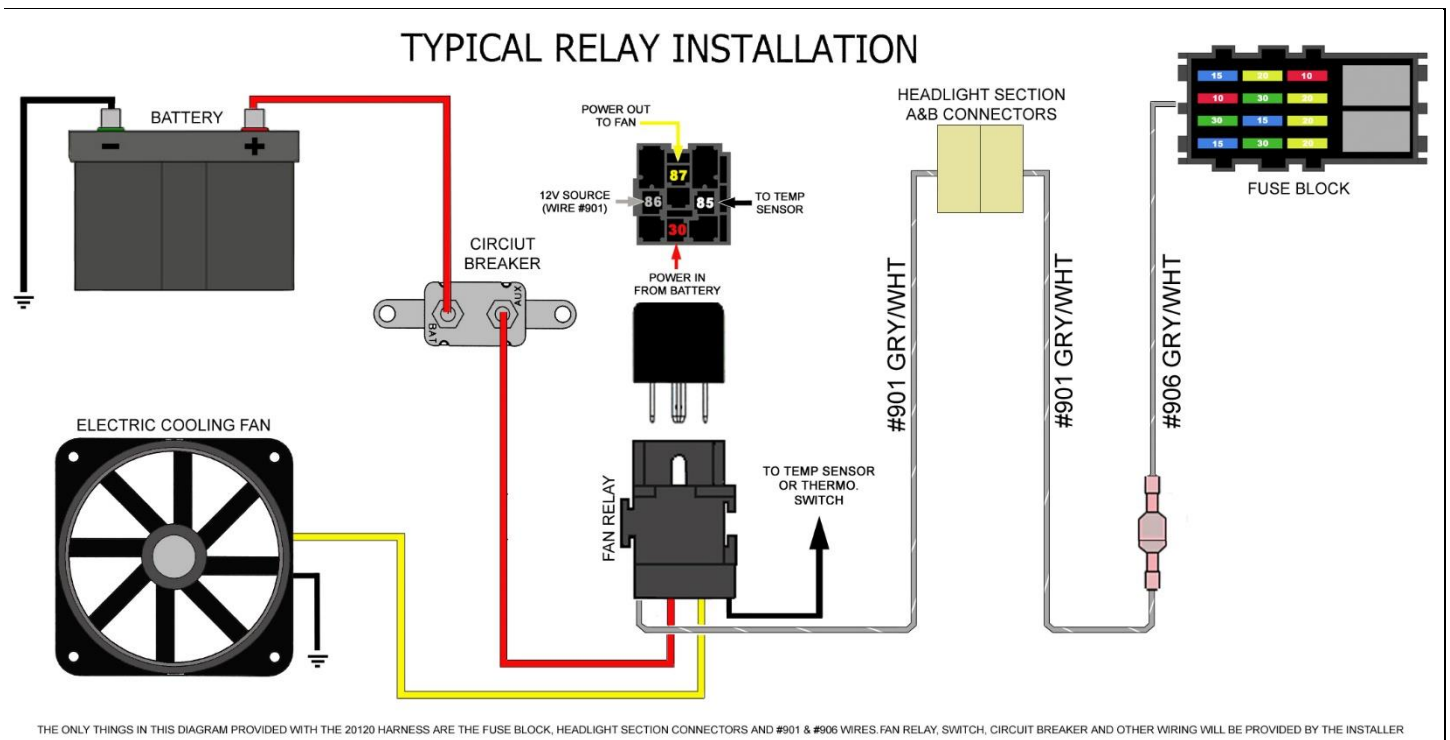 TYPICAL RELAY INSTALLATION
BATTERY
-
+
CIRCIUT
BREAKER
BAT
AUX
POWER OUT
TO FAN
87
12V SOURCE
(WIRE #901)
86
85
TO TEMP
SENSOR
30
POWER IN
FROM BATTERY
HEADLIGHT SECTION
A&B CONNECTORS
15 20 10
10 30 20
30 15 20
15 30 20
FUSE BLOCK
#901 GRY/WHT
#901 GRY/WHT
#906 GRY/WHT
ELECTRIC COOLING FAN
FAN RELAY
TO TEMP SENSOR
OR THERMO.
SWITCH
THE ONLY THINGS IN THIS DIAGRAM PROVIDED WITH THE 20120 HARNESS ARE THE FUSE BLOCK, HEADLIGHT SECTION CONNECTORS AND #901 & #906 WIRES. FAN RELAY, SWITCH, CIRCUIT BREAKER AND OTHER WIRING WILL BE PROVIDED BY THE INSTALLER